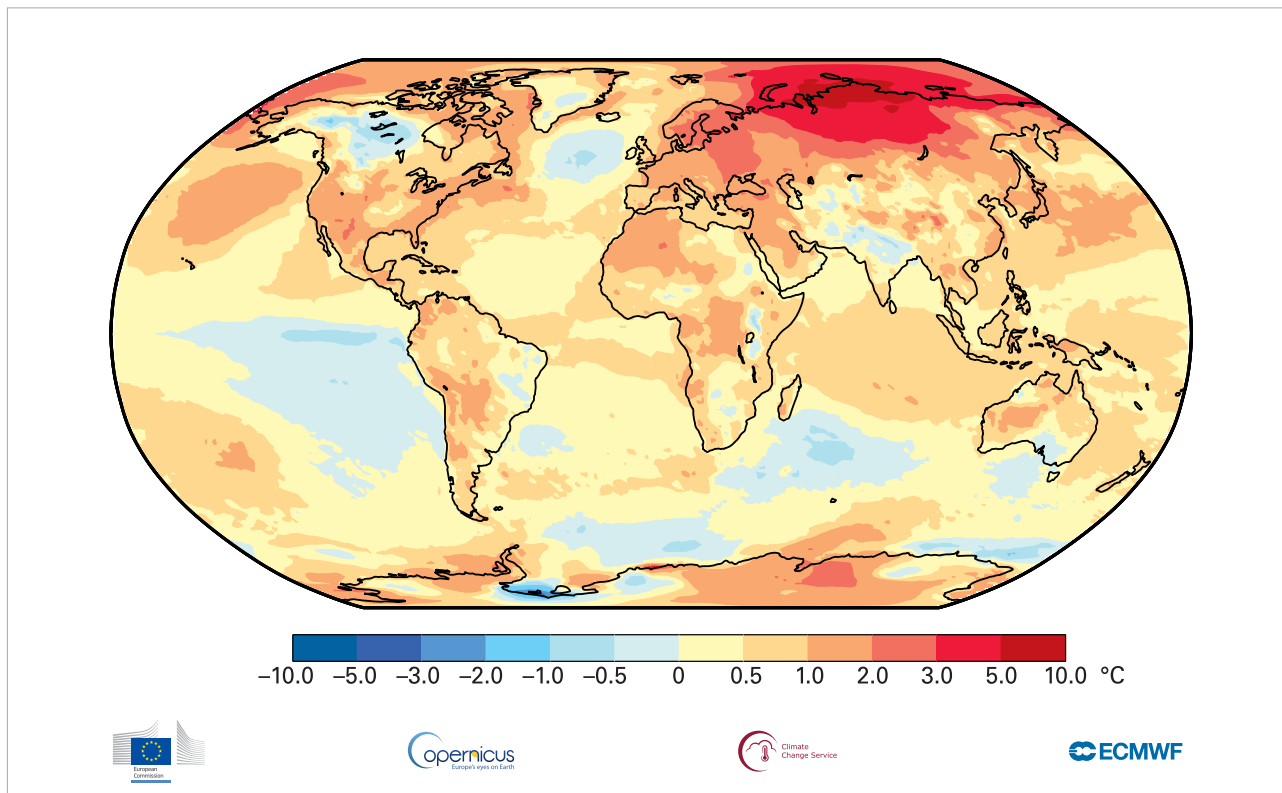 −10.0 −5.0 −3.0 −2.0 −1.0 −0.5 0 0.5 1.0 2.0 3.0 5.0 10.0 °C
European
Commission
opernicus
Europe's eyes on Earth
Climate
Change Service
ECMWF